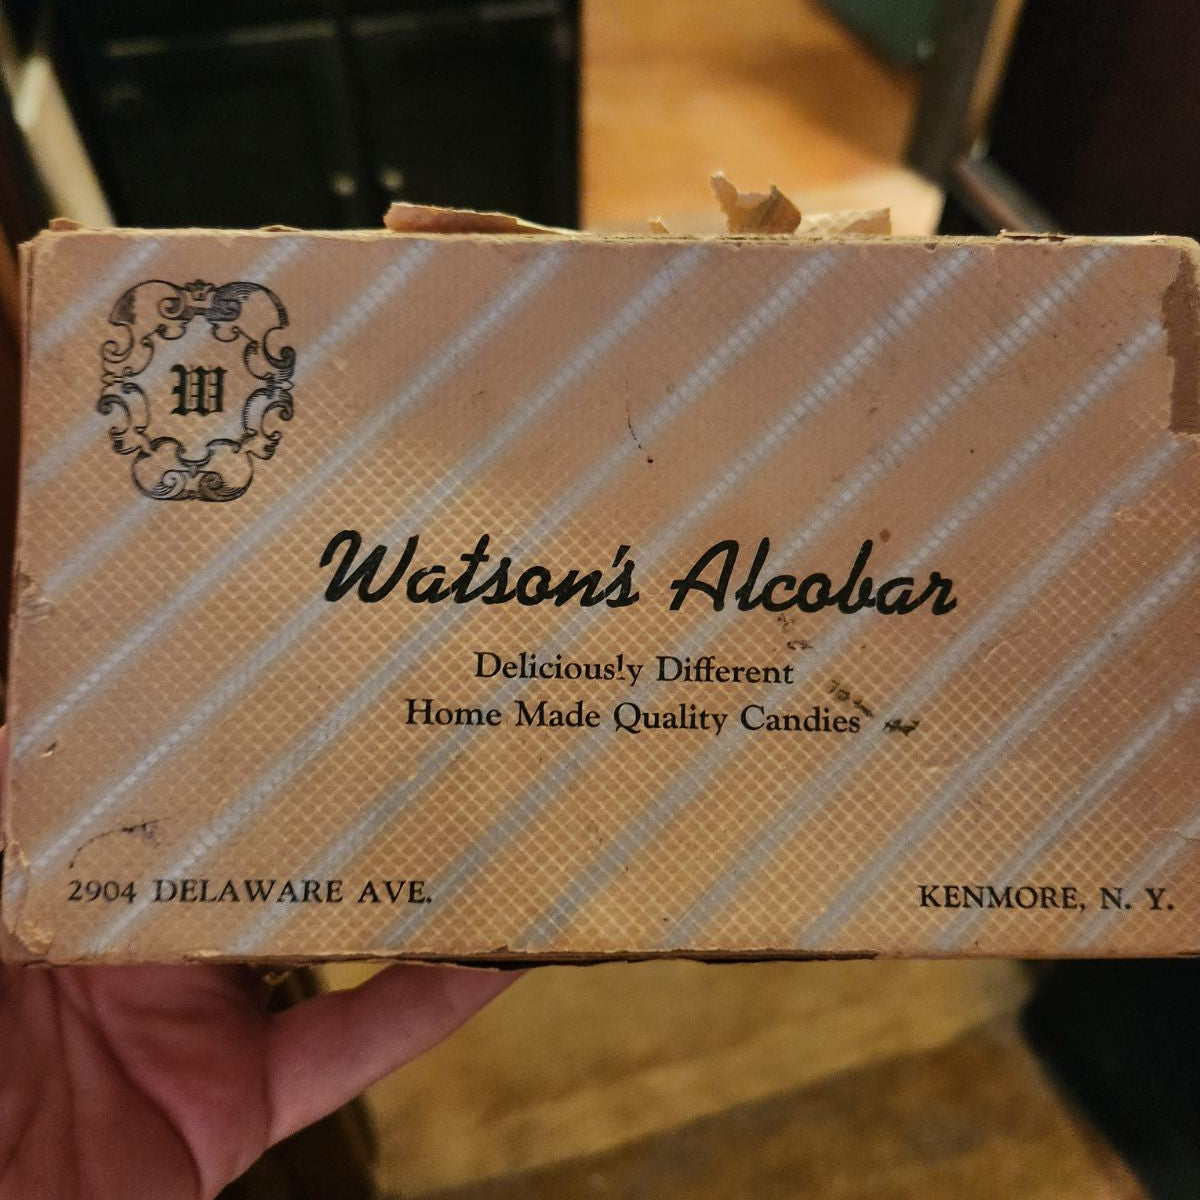 W
Watson's Alcobar
Deliciously Different
Home Made Quality Candies
2904 DELAWARE AVE.
KENMORE, N. Y.